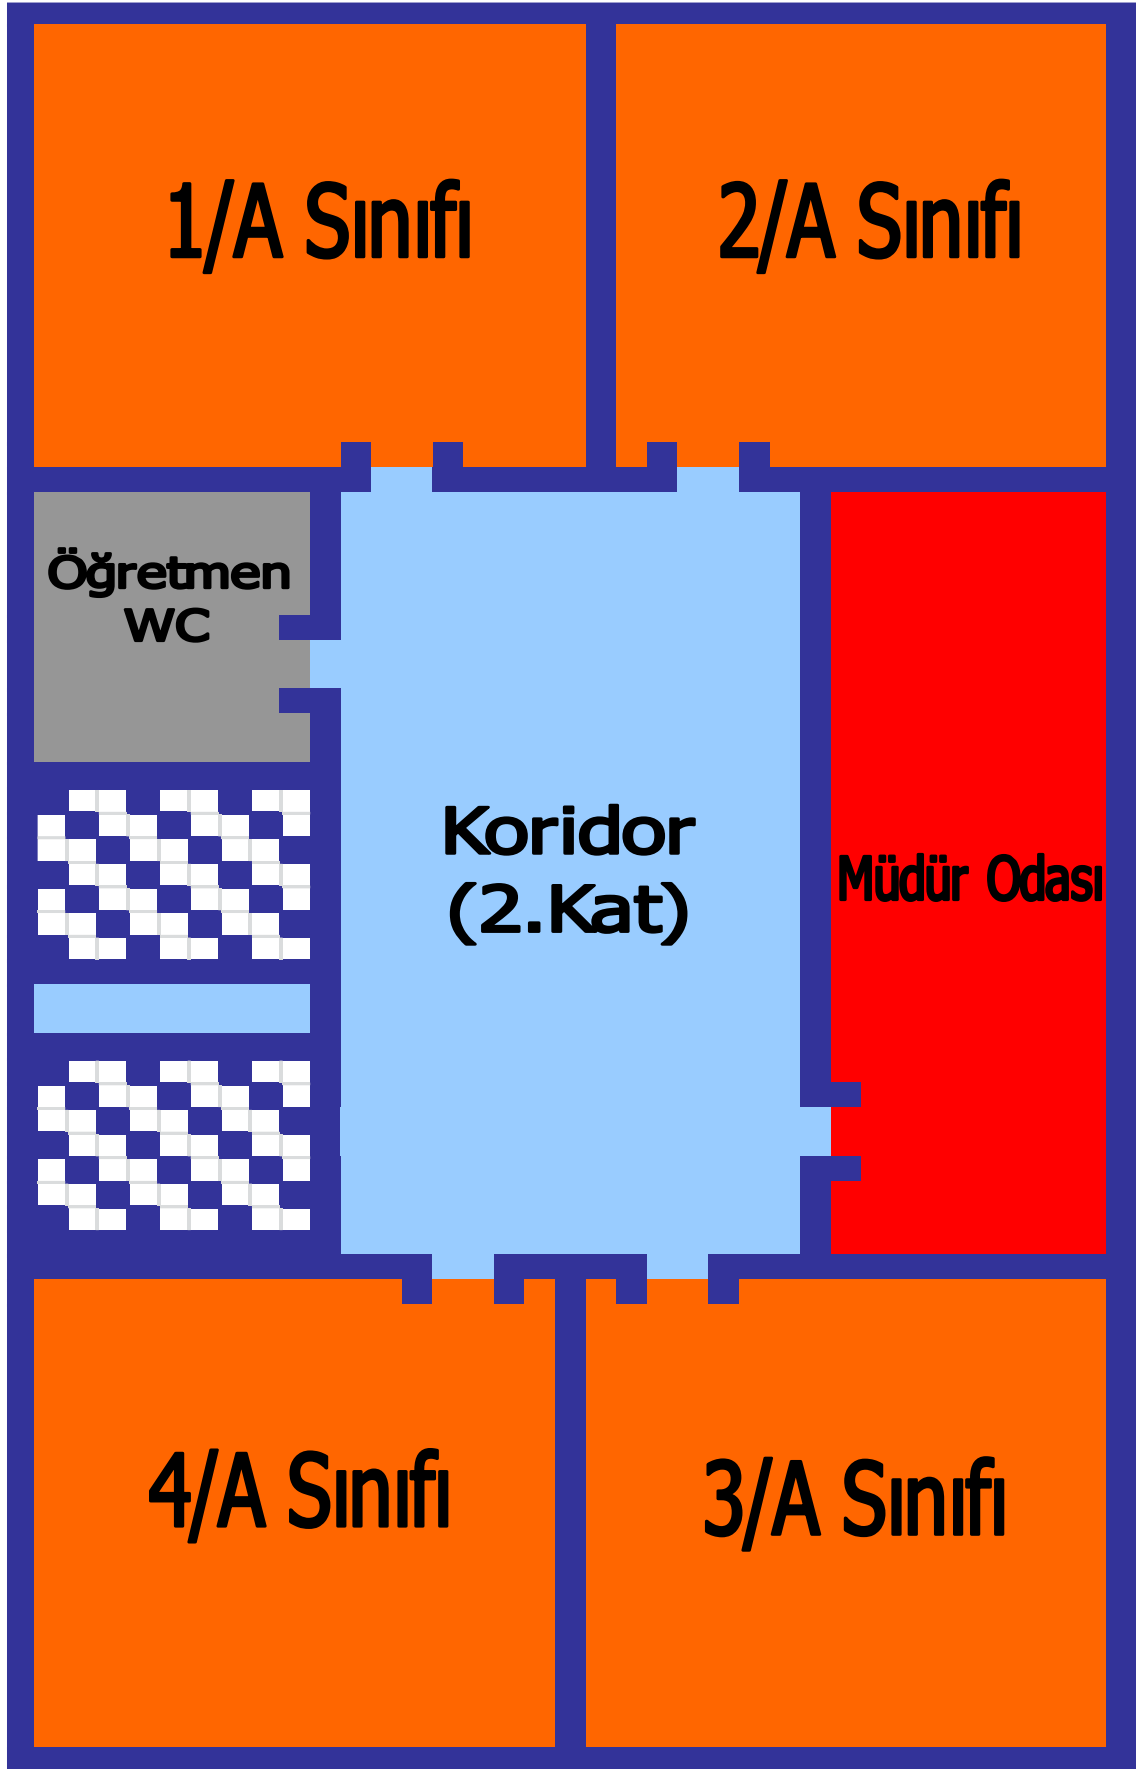 1/A Sınıfı
2/A Sınıfı
Öğretmen
WC
Koridor
(2.Kat)
Müdür Odası
4/A Sınıfı
3/A Sınıfı